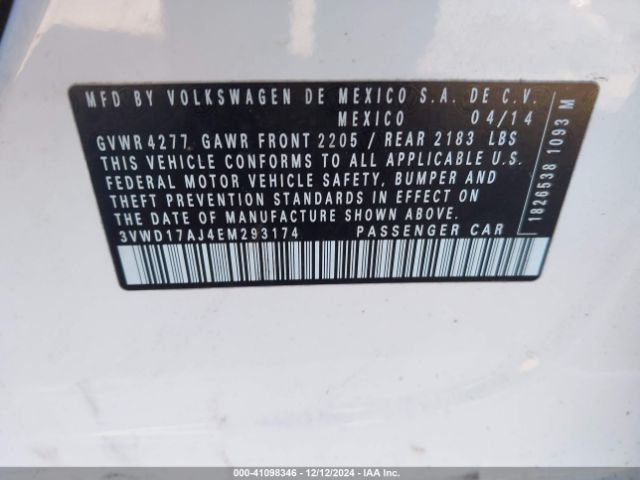 MFD BY VOLKSWAGEN DE MEXICO S.A. DE C.V.
MEXICO 04/14
GVWR 4277 GAWR FRONT 2205 / REAR 2183 LBS
THIS VEHICLE CONFORMS TO ALL APPLICABLE U.S.
FEDERAL MOTOR VEHICLE SAFETY, BUMPER AND
THEFT PREVENTION STANDARDS IN EFFECT ON
THE DATE OF MANUFACTURE SHOWN ABOVE.
3VWD17AJ4EM293174 PASSENGER CAR
1826538 1093 M
000-41098346 - 12/12/2024 - IAA Inc.